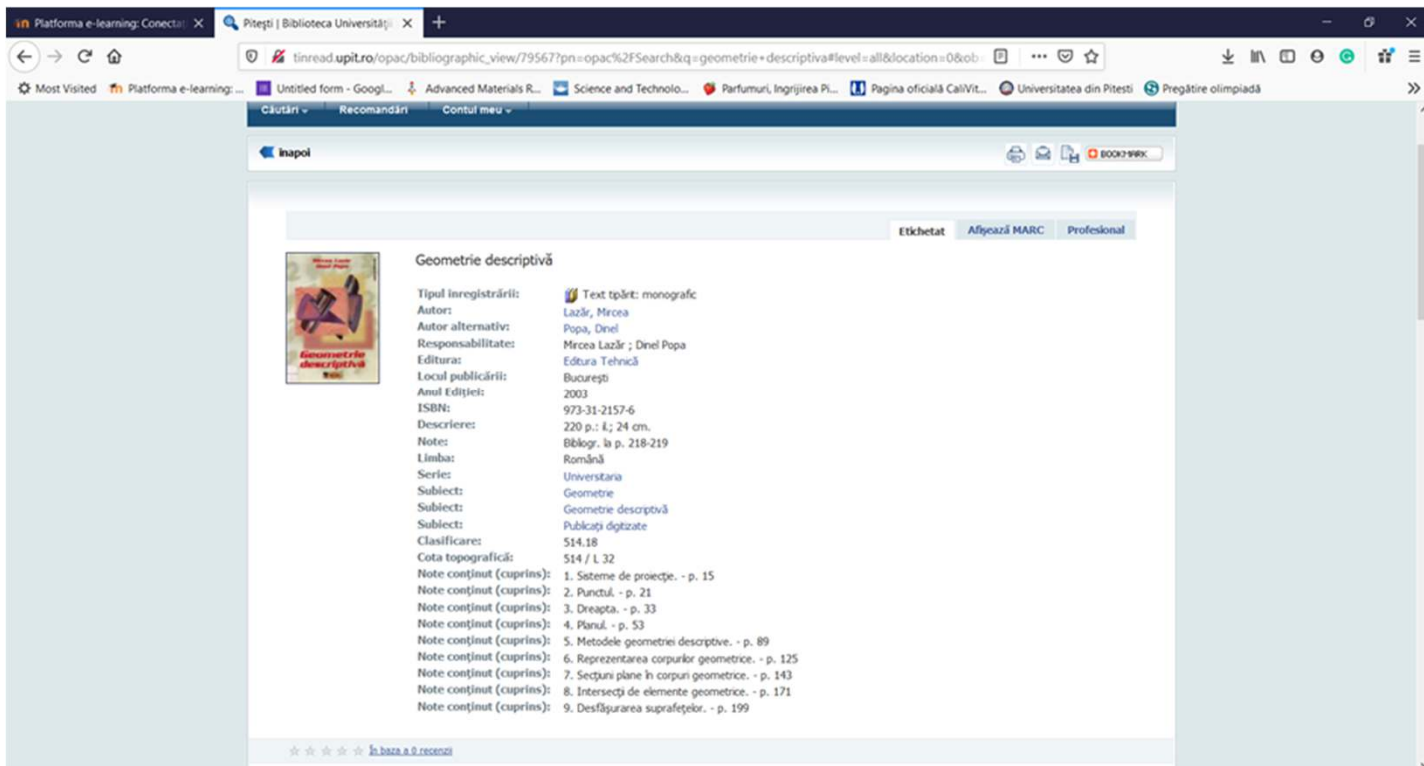 Platforma e-learning: Conectaț
Pitești | Biblioteca Universități
tinread.upit.ro/opac/bibliographic_view/79567?pn=opac%2FSearch&q=geometrie+descriptiva#level=all&location=0&ob
Most Visited Platforma e-learning: ... Untitled form - Googl... Advanced Materials R... Science and Technolo... Parfumuri, Ingrijirea Pi... Pagina oficială CaliVit... Universitatea din Pitesti Pregătire olimpiadă
Căutări Recomandări Contul meu
înapoi
BOOKMARK
Etichetat Afișează MARC Profesional
Mircea Lazăr
Dinel Popa
Geometrie
descriptivă
Geometrie descriptivă
Tipul înregistrării: Text tipărit: monografic
Autor: Lazăr, Mircea
Autor alternativ: Popa, Dinel
Responsabilitate: Mircea Lazăr ; Dinel Popa
Editura: Editura Tehnică
Locul publicării: București
Anul Ediției: 2003
ISBN: 973-31-2157-6
Descriere: 220 p.: il.; 24 cm.
Note: Bibliogr. la p. 218-219
Limba: Română
Serie: Universitaria
Subiect: Geometrie
Subiect: Geometrie descriptivă
Subiect: Publicații digitizate
Clasificare: 514.18
Cota topografică: 514 / L 32
Note conținut (cuprins): 1. Sisteme de proiecție. - p. 15
Note conținut (cuprins): 2. Punctul. - p. 21
Note conținut (cuprins): 3. Dreapta. - p. 33
Note conținut (cuprins): 4. Planul. - p. 53
Note conținut (cuprins): 5. Metodele geometriei descriptive. - p. 89
Note conținut (cuprins): 6. Reprezentarea corpurilor geometrice. - p. 125
Note conținut (cuprins): 7. Secțiuni plane în corpuri geometrice. - p. 143
Note conținut (cuprins): 8. Intersecții de elemente geometrice. - p. 171
Note conținut (cuprins): 9. Desfășurarea suprafețelor. - p. 199
În baza a 0 recenzii